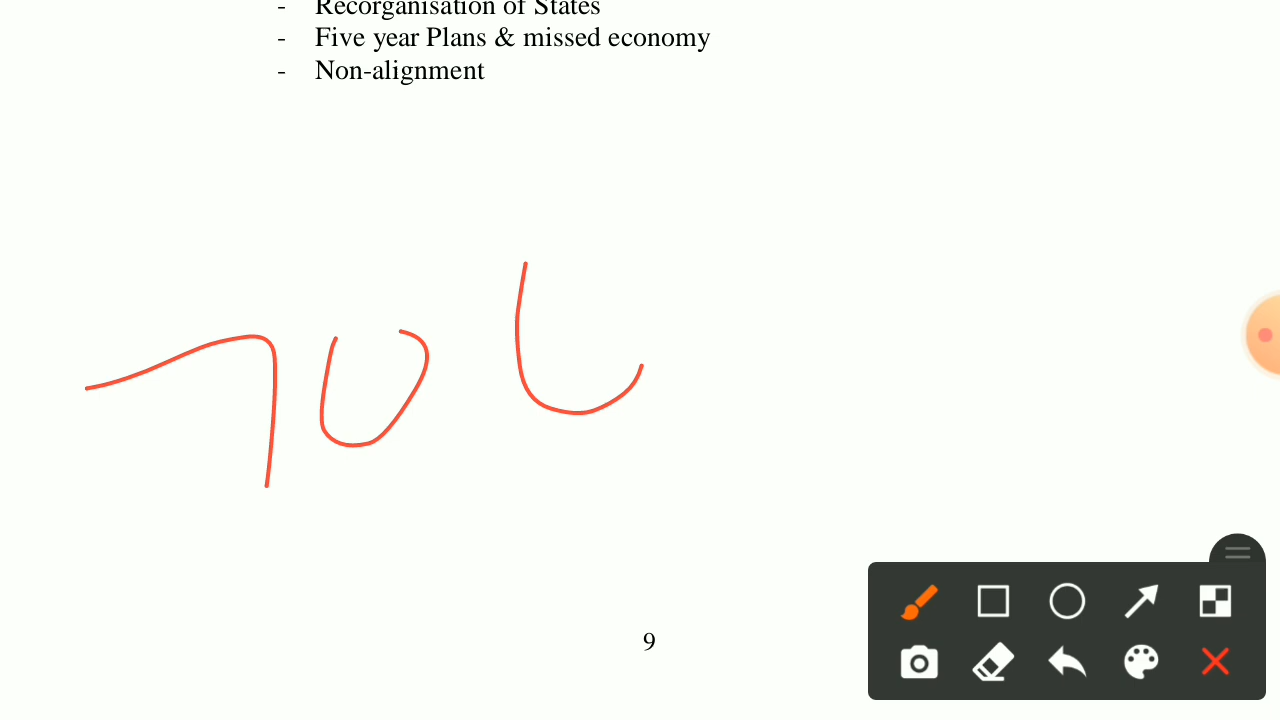 - Recorganisation of States
- Five year Plans & missed economy
- Non-alignment
9